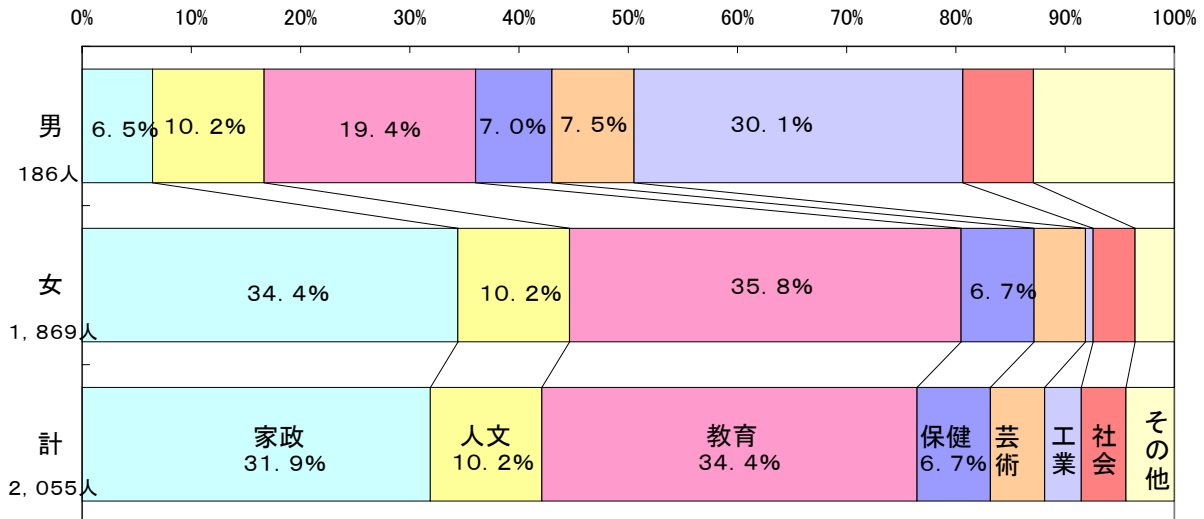 0% 10% 20% 30% 40% 50% 60% 70% 80% 90% 100%
男
186人
6.5% 10.2% 19.4% 7.0% 7.5% 30.1%
女
1,869人
34.4% 10.2% 35.8% 6.7%
計
2,055人
家政
31.9%
人文
10.2%
教育
34.4%
保健
6.7%
芸術
工業
社会
その他